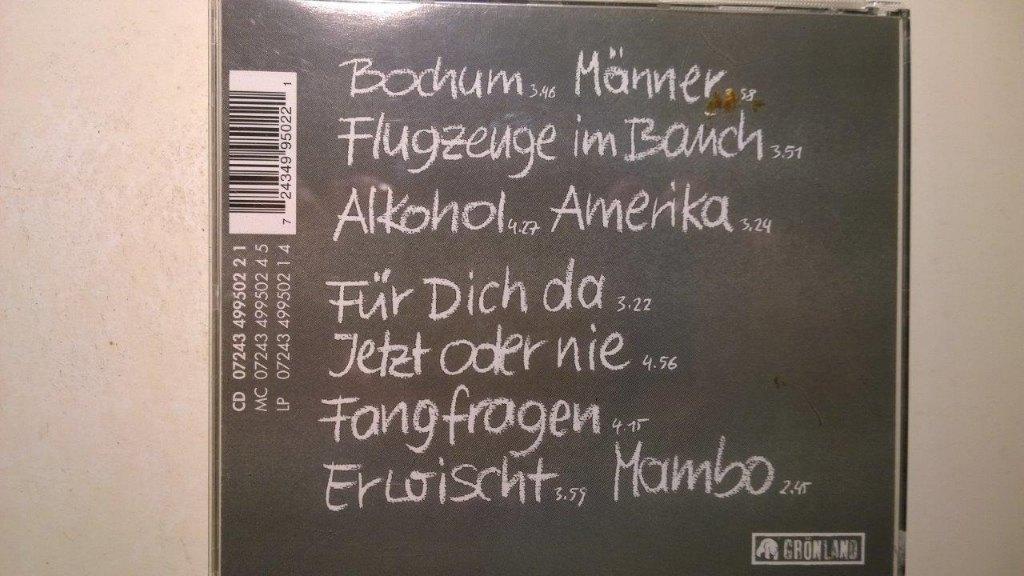 Bochum 3.46 Männer 58
Flugzeuge im Bauch 3.51
Alkohol 4.27 Amerika 3.24
Für Dich da 3.22
Jetzt oder nie 4.56
Fangfragen 4.15
Erwischt 3.59 Mambo 2.45
7 24349 95022 1
CD 07243 499502 2 1
MC 07243 499502 4 5
LP 07243 499502 1 4
GRÖNLAND